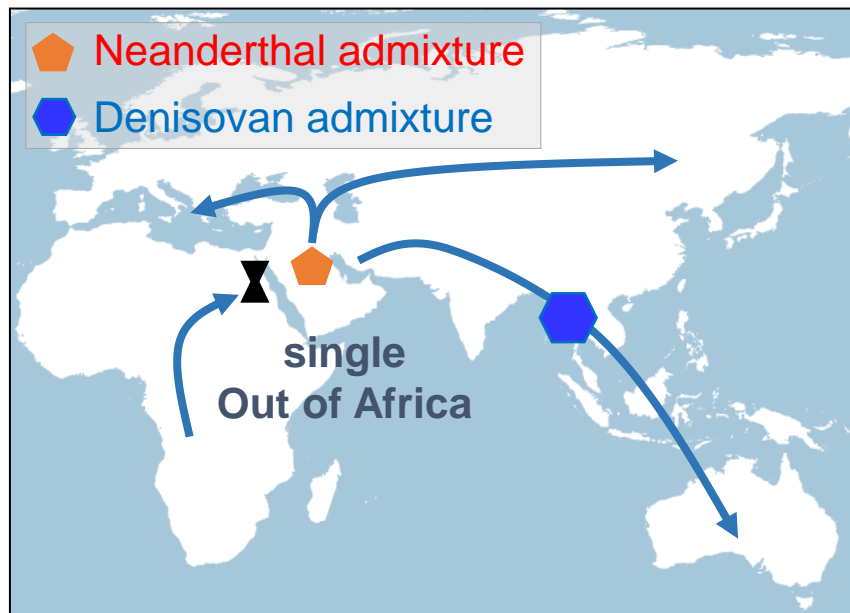 Neanderthal admixture
Denisovan admixture
single
Out of Africa